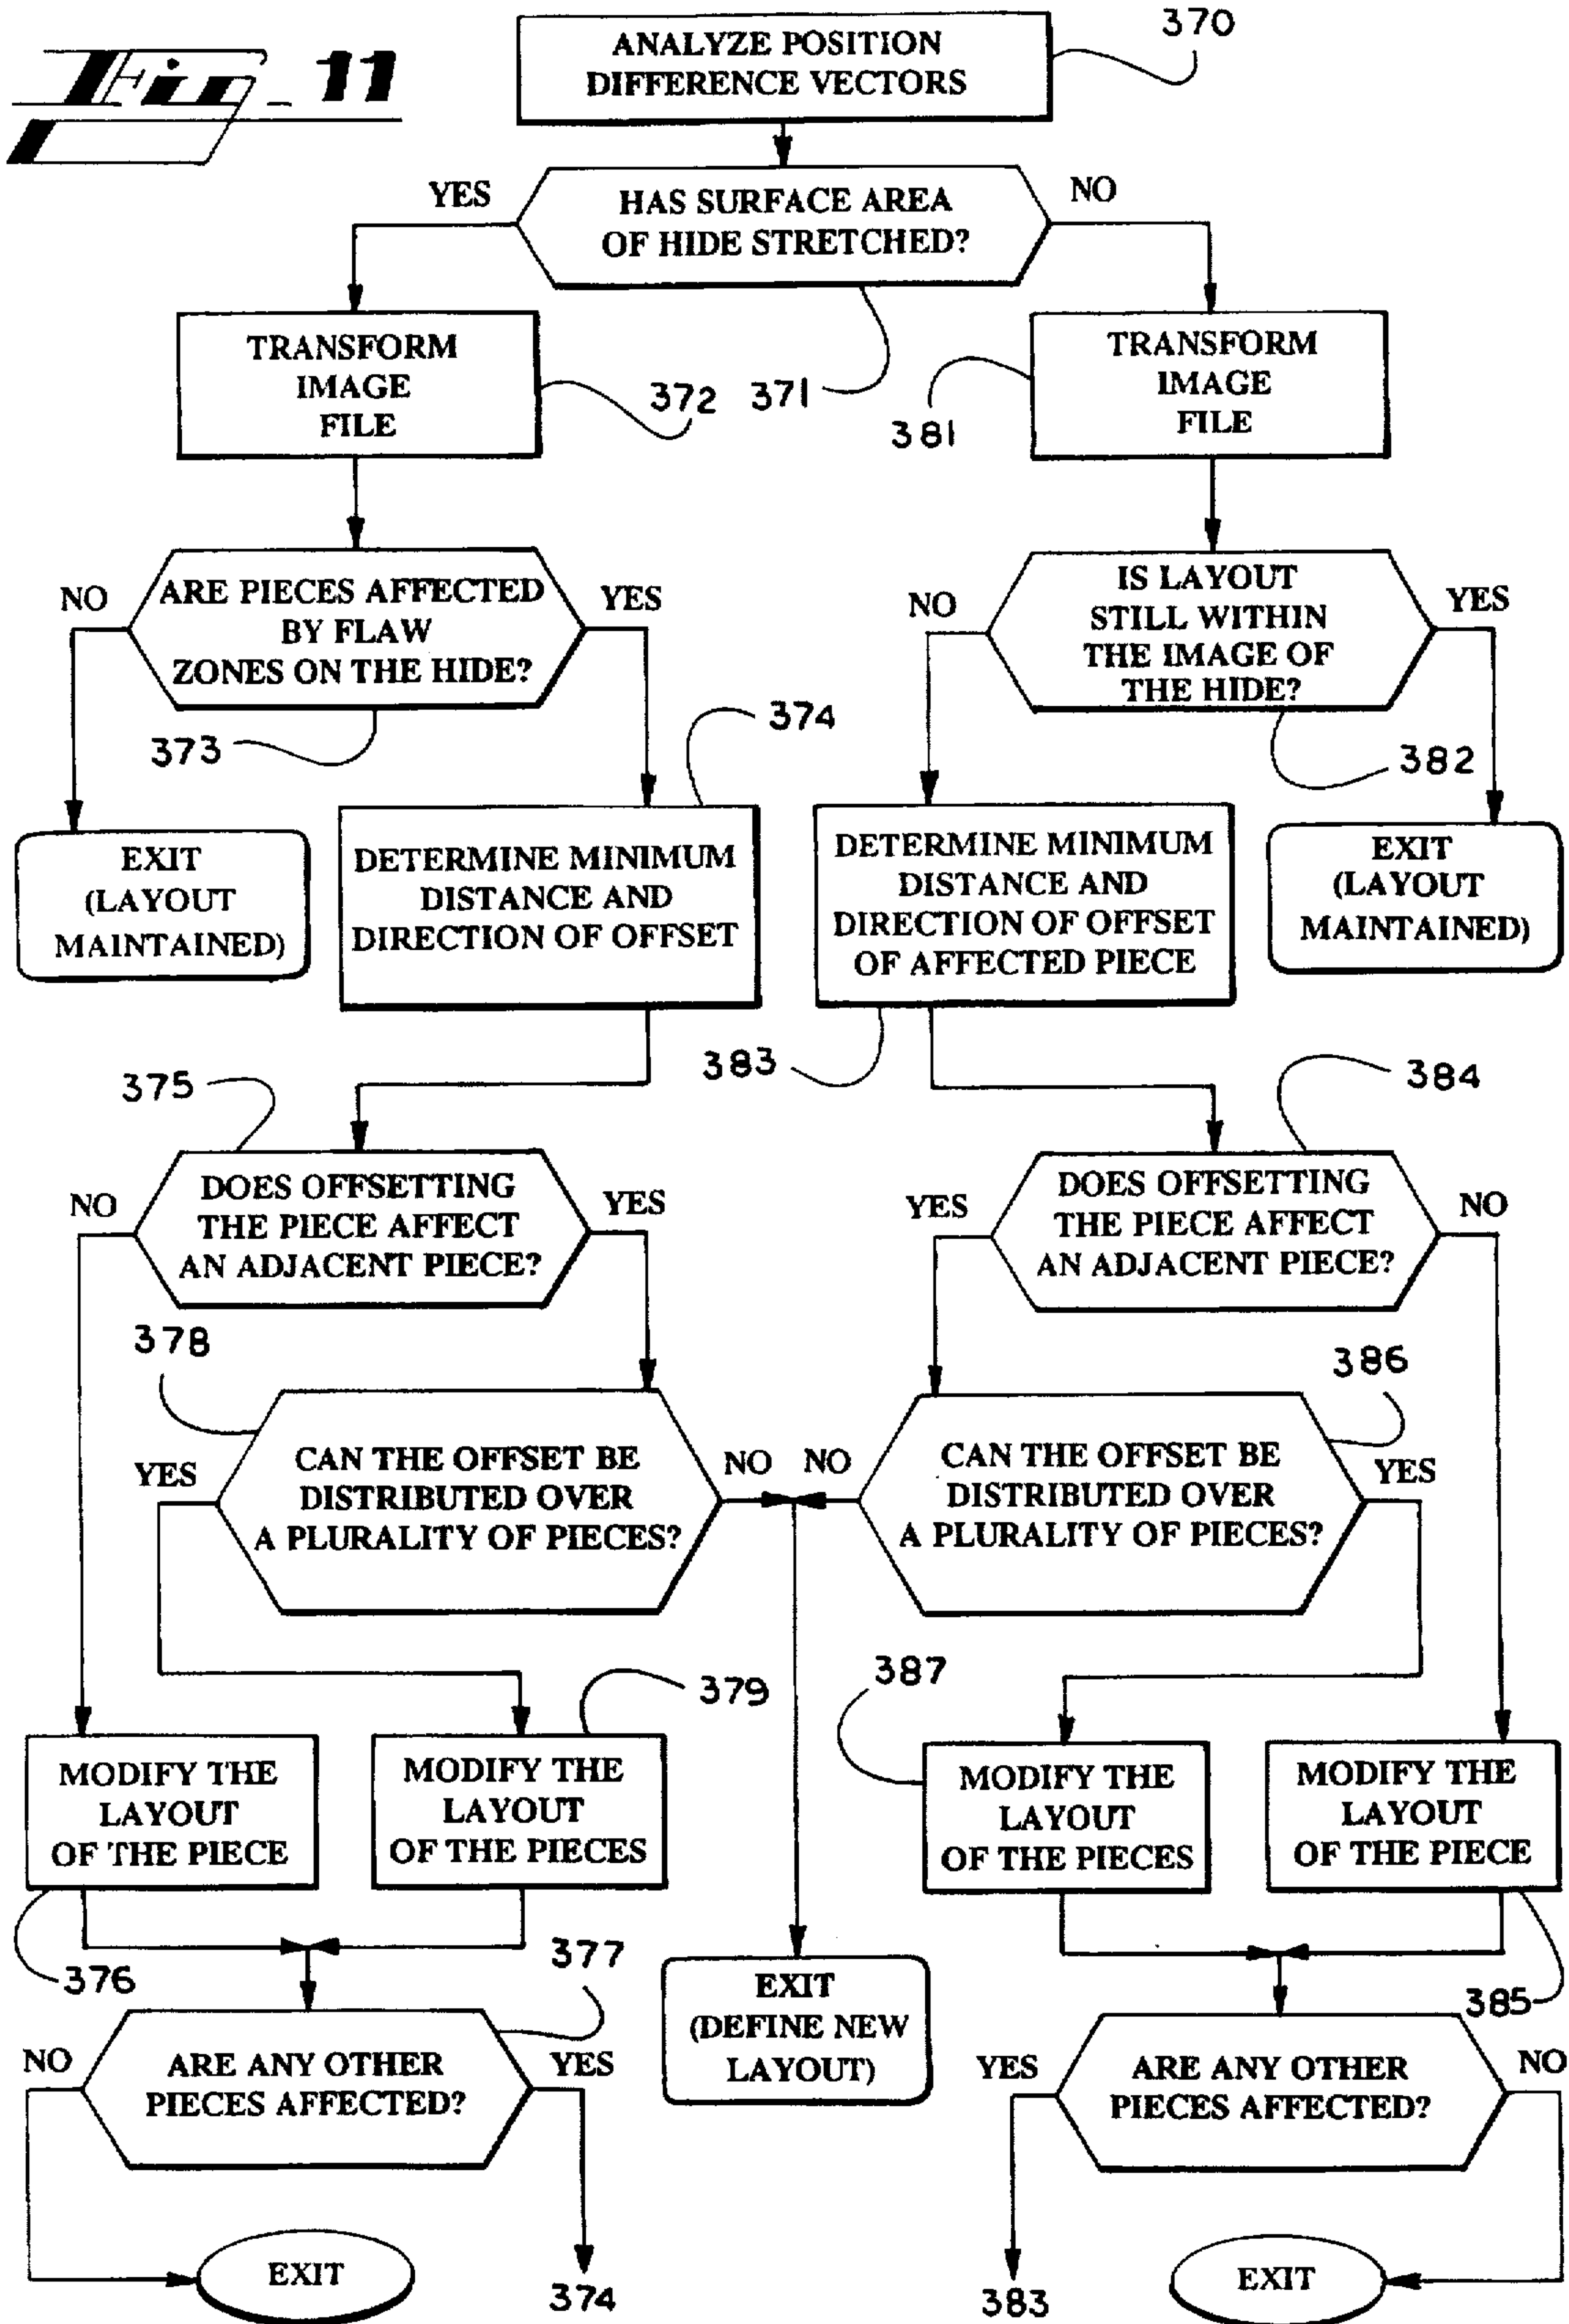 Fig_11
370
ANALYZE POSITION
DIFFERENCE VECTORS
YES
HAS SURFACE AREA
OF HIDE STRETCHED?
NO
TRANSFORM
IMAGE
FILE
372
371
381
TRANSFORM
IMAGE
FILE
NO
ARE PIECES AFFECTED
BY FLAW
ZONES ON THE HIDE?
YES
373
374
NO
IS LAYOUT
STILL WITHIN
THE IMAGE OF
THE HIDE?
YES
382
EXIT
(LAYOUT
MAINTAINED)
DETERMINE MINIMUM
DISTANCE AND
DIRECTION OF OFFSET
DETERMINE MINIMUM
DISTANCE AND
DIRECTION OF OFFSET
OF AFFECTED PIECE
EXIT
(LAYOUT
MAINTAINED)
375
383
384
NO
DOES OFFSETTING
THE PIECE AFFECT
AN ADJACENT PIECE?
YES
YES
DOES OFFSETTING
THE PIECE AFFECT
AN ADJACENT PIECE?
NO
378
386
YES
CAN THE OFFSET BE
DISTRIBUTED OVER
A PLURALITY OF PIECES?
NO
NO
CAN THE OFFSET BE
DISTRIBUTED OVER
A PLURALITY OF PIECES?
YES
379
387
MODIFY THE
LAYOUT
OF THE PIECE
MODIFY THE
LAYOUT
OF THE PIECES
MODIFY THE
LAYOUT
OF THE PIECES
MODIFY THE
LAYOUT
OF THE PIECE
376
377
385
EXIT
(DEFINE NEW
LAYOUT)
NO
ARE ANY OTHER
PIECES AFFECTED?
YES
YES
ARE ANY OTHER
PIECES AFFECTED?
NO
EXIT
374
383
EXIT